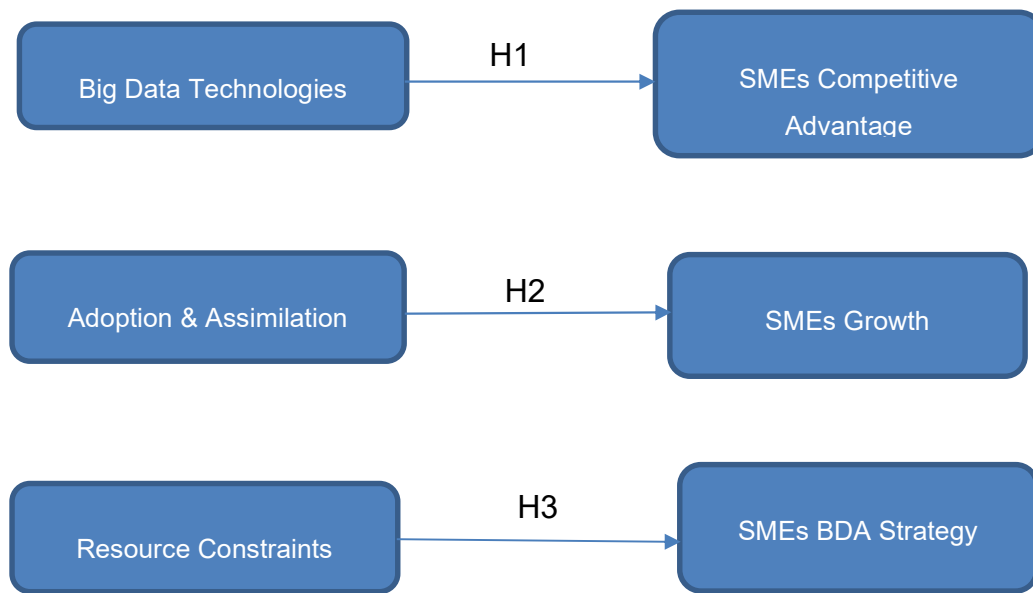 Big Data Technologies
H1
SMEs Competitive
Advantage
Adoption & Assimilation
H2
SMEs Growth
Resource Constraints
H3
SMEs BDA Strategy